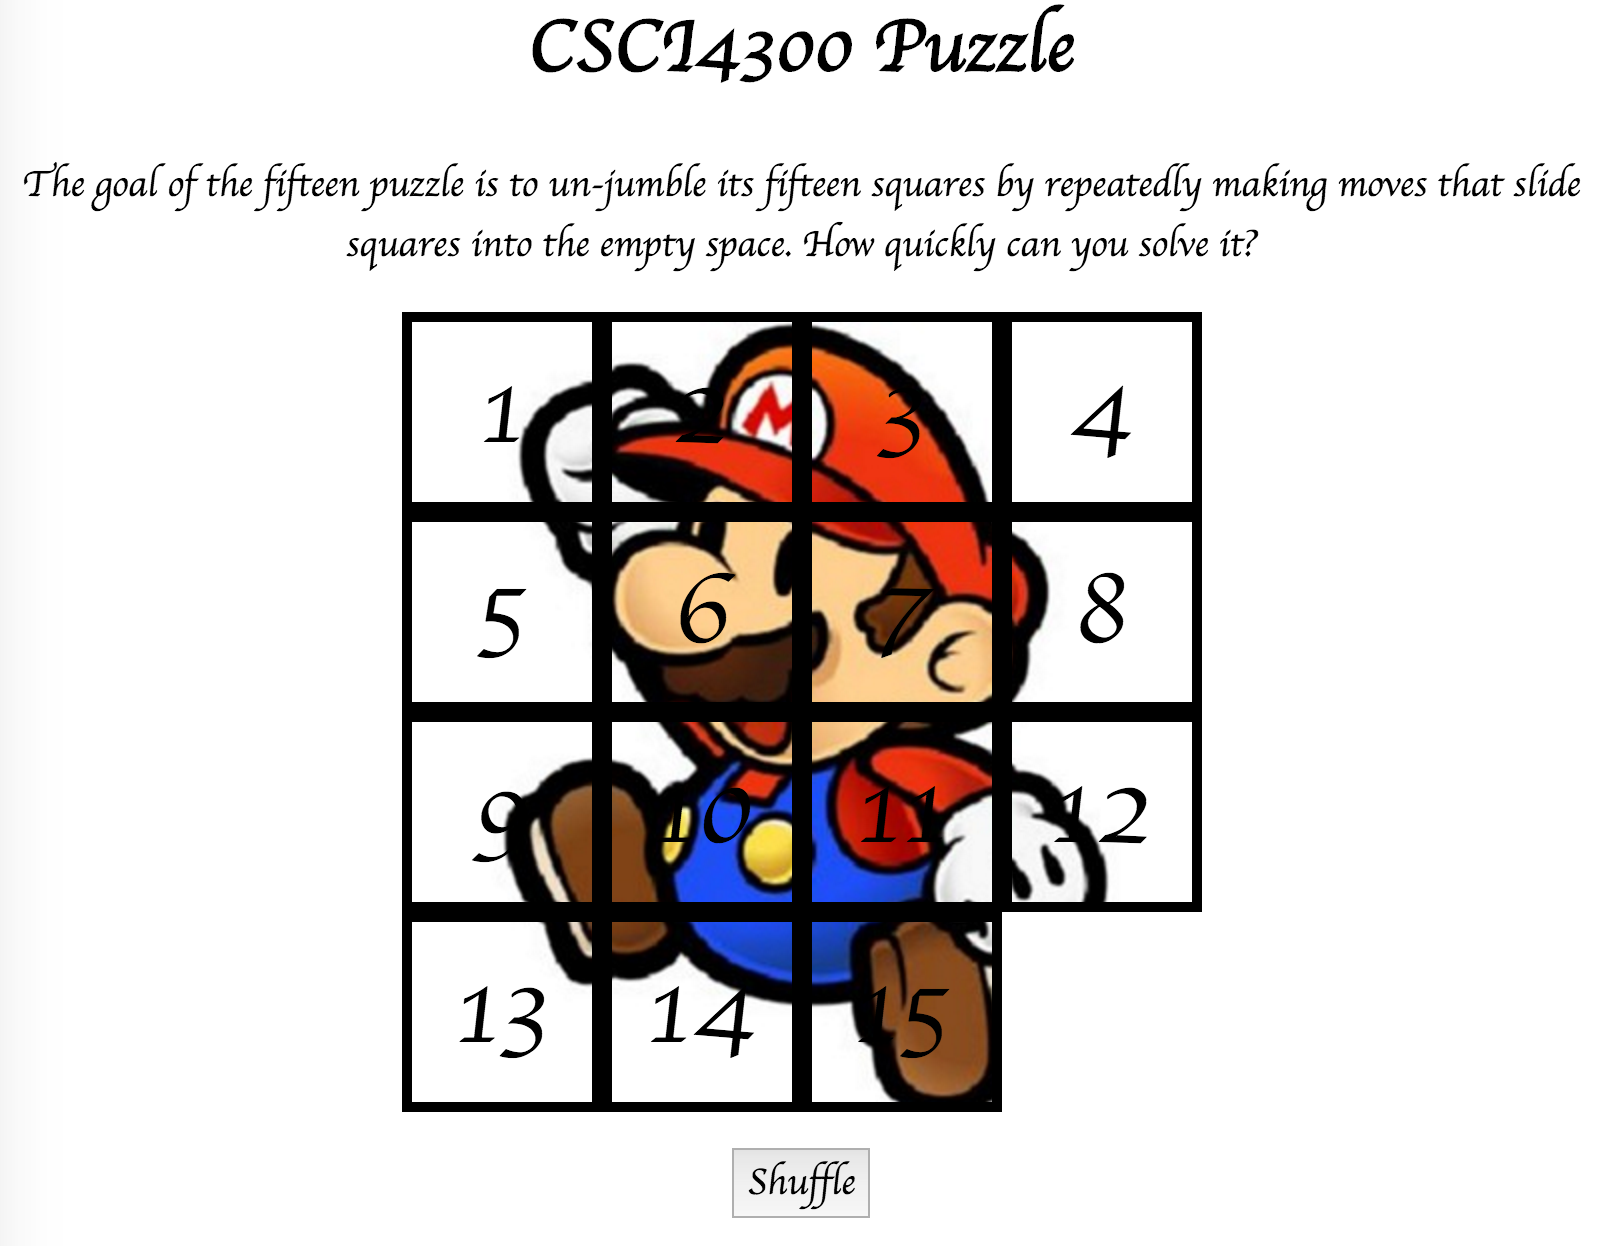 CSCI4300 Puzzle
The goal of the fifteen puzzle is to un-jumble its fifteen squares by repeatedly making moves that slide
squares into the empty space. How quickly can you solve it?
1 2 3 4
M
5 6 7 8
9 10 11 12
13 14 15
Shuffle